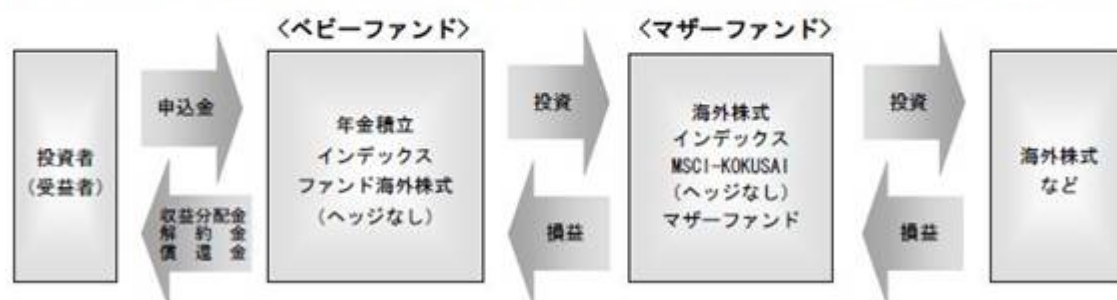 〈ベビーファンド〉
〈マザーファンド〉
投資者
(受益者)
申込金
収益分配金
解約金
償還金
年金積立
インデックス
ファンド海外株式
(ヘッジなし)
投資
損益
海外株式
インデックス
MSCI-KOKUSAI
(ヘッジなし)
マザーファンド
投資
損益
海外株式
など